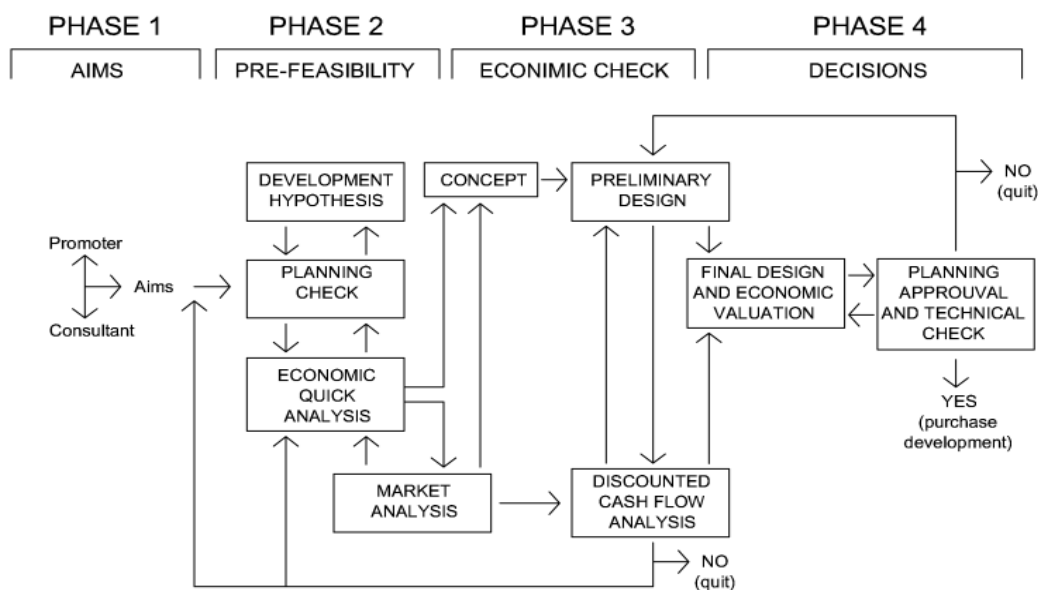 PHASE 1
PHASE 2
PHASE 3
PHASE 4
AIMS
PRE-FEASIBILITY
ECONIMIC CHECK
DECISIONS
DEVELOPMENT
HYPOTHESIS
CONCEPT
PRELIMINARY
DESIGN
NO
(quit)
Promoter
Aims
Consultant
PLANNING
CHECK
FINAL DESIGN
AND ECONOMIC
VALUATION
PLANNING
APPROUVAL
AND TECHNICAL
CHECK
ECONOMIC
QUICK
ANALYSIS
YES
(purchase
development)
MARKET
ANALYSIS
DISCOUNTED
CASH FLOW
ANALYSIS
NO
(quit)